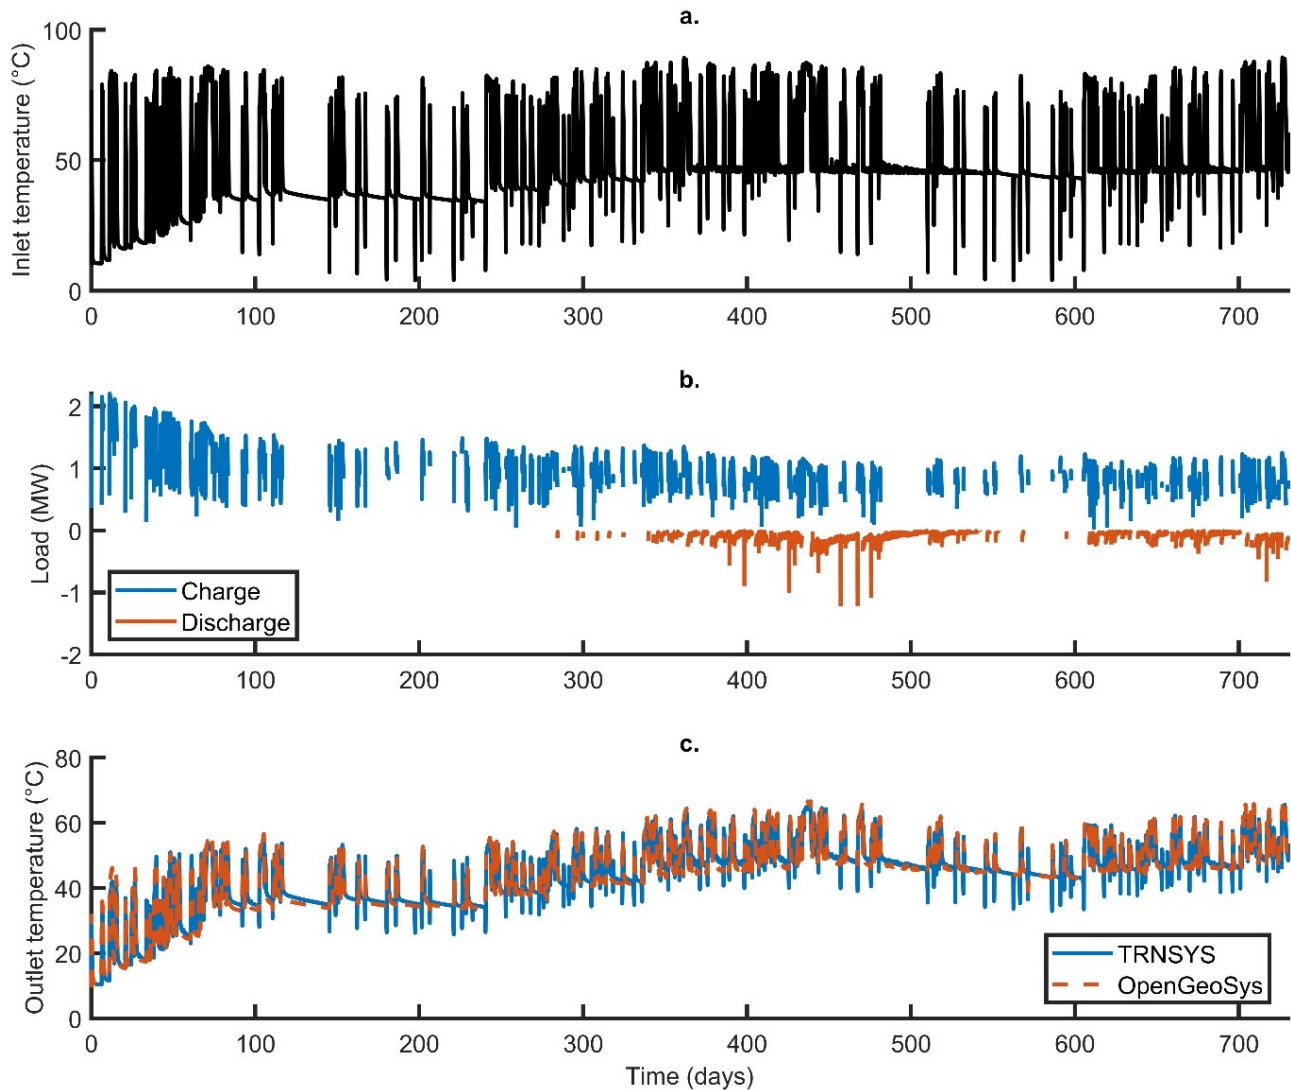 a.
100
50
0
Inlet temperature (°C)
0 100 200 300 400 500 600 700
b.
2
1
0
-1
-2
Load (MW)
Charge
Discharge
0 100 200 300 400 500 600 700
c.
80
60
40
20
0
Outlet temperature (°C)
TRNSYS
OpenGeoSys
0 100 200 300 400 500 600 700
Time (days)